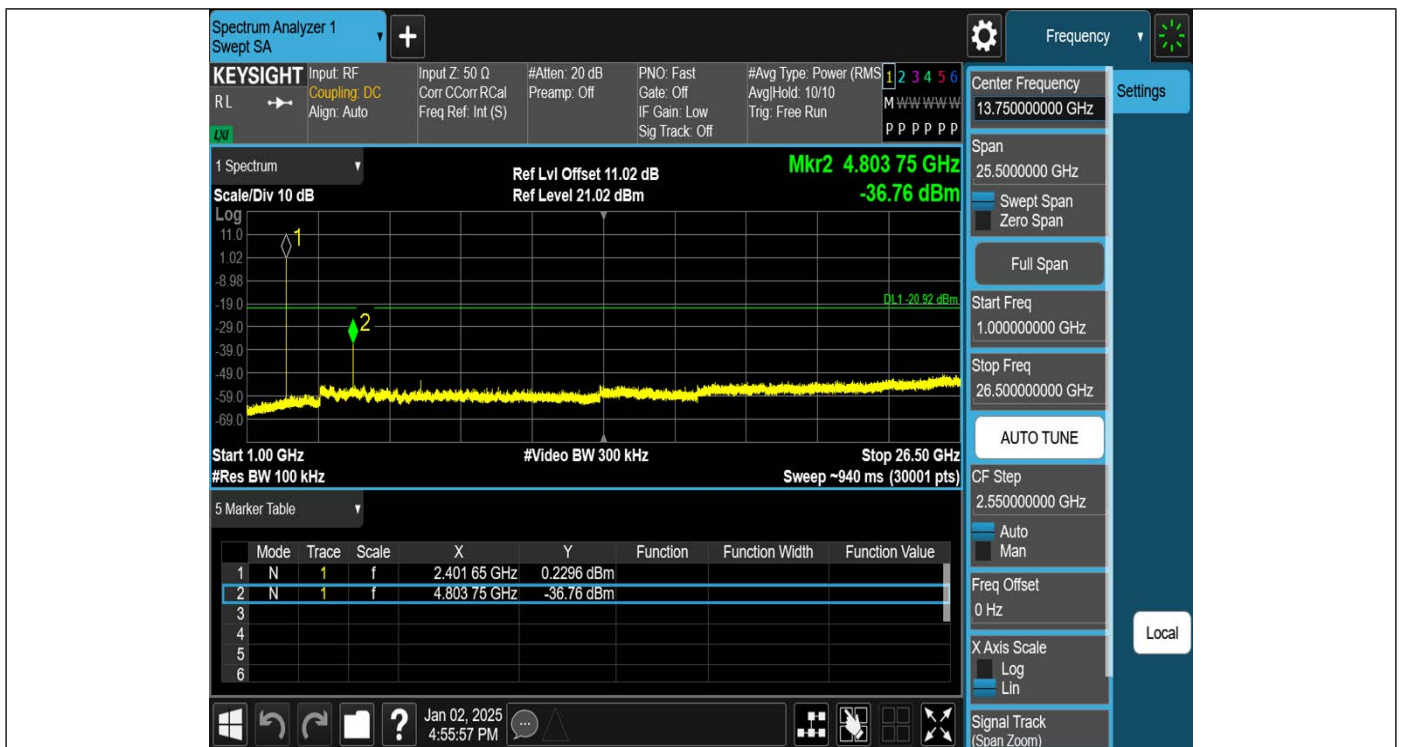 Spectrum Analyzer 1
Swept SA
+
Frequency
KEYSIGHT
RL
LXI
Input: RF
Coupling: DC
Align: Auto
Input Z: 50 Ω
Corr CCorr RCal
Freq Ref: Int (S)
#Atten: 20 dB
Preamp: Off
PNO: Fast
Gate: Off
IF Gain: Low
Sig Track: Off
#Avg Type: Power (RMS
Avg|Hold: 10/10
Trig: Free Run
1 2 3 4 5 6
M W W W W W
P P P P P P
1 Spectrum
Scale/Div 10 dB
Ref Lvl Offset 11.02 dB
Ref Level 21.02 dBm
Mkr2 4.803 75 GHz
-36.76 dBm
Log
11.0
1.02
-8.98
-19.0
-29.0
-39.0
-49.0
-59.0
-69.0
1
2
DL1 -20.92 dBm
Start 1.00 GHz
#Res BW 100 kHz
#Video BW 300 kHz
Stop 26.50 GHz
Sweep ~940 ms (30001 pts)
5 Marker Table
Mode Trace Scale X Y Function Function Width Function Value
1 N 1 f 2.401 65 GHz 0.2296 dBm
2 N 1 f 4.803 75 GHz -36.76 dBm
3
4
5
6
?
Jan 02, 2025
4:55:57 PM
Center Frequency
13.750000000 GHz
Settings
Span
25.5000000 GHz
Swept Span
Zero Span
Full Span
Start Freq
1.000000000 GHz
Stop Freq
26.500000000 GHz
AUTO TUNE
CF Step
2.550000000 GHz
Auto
Man
Freq Offset
0 Hz
Local
X Axis Scale
Log
Lin
Signal Track
(Span Zoom)